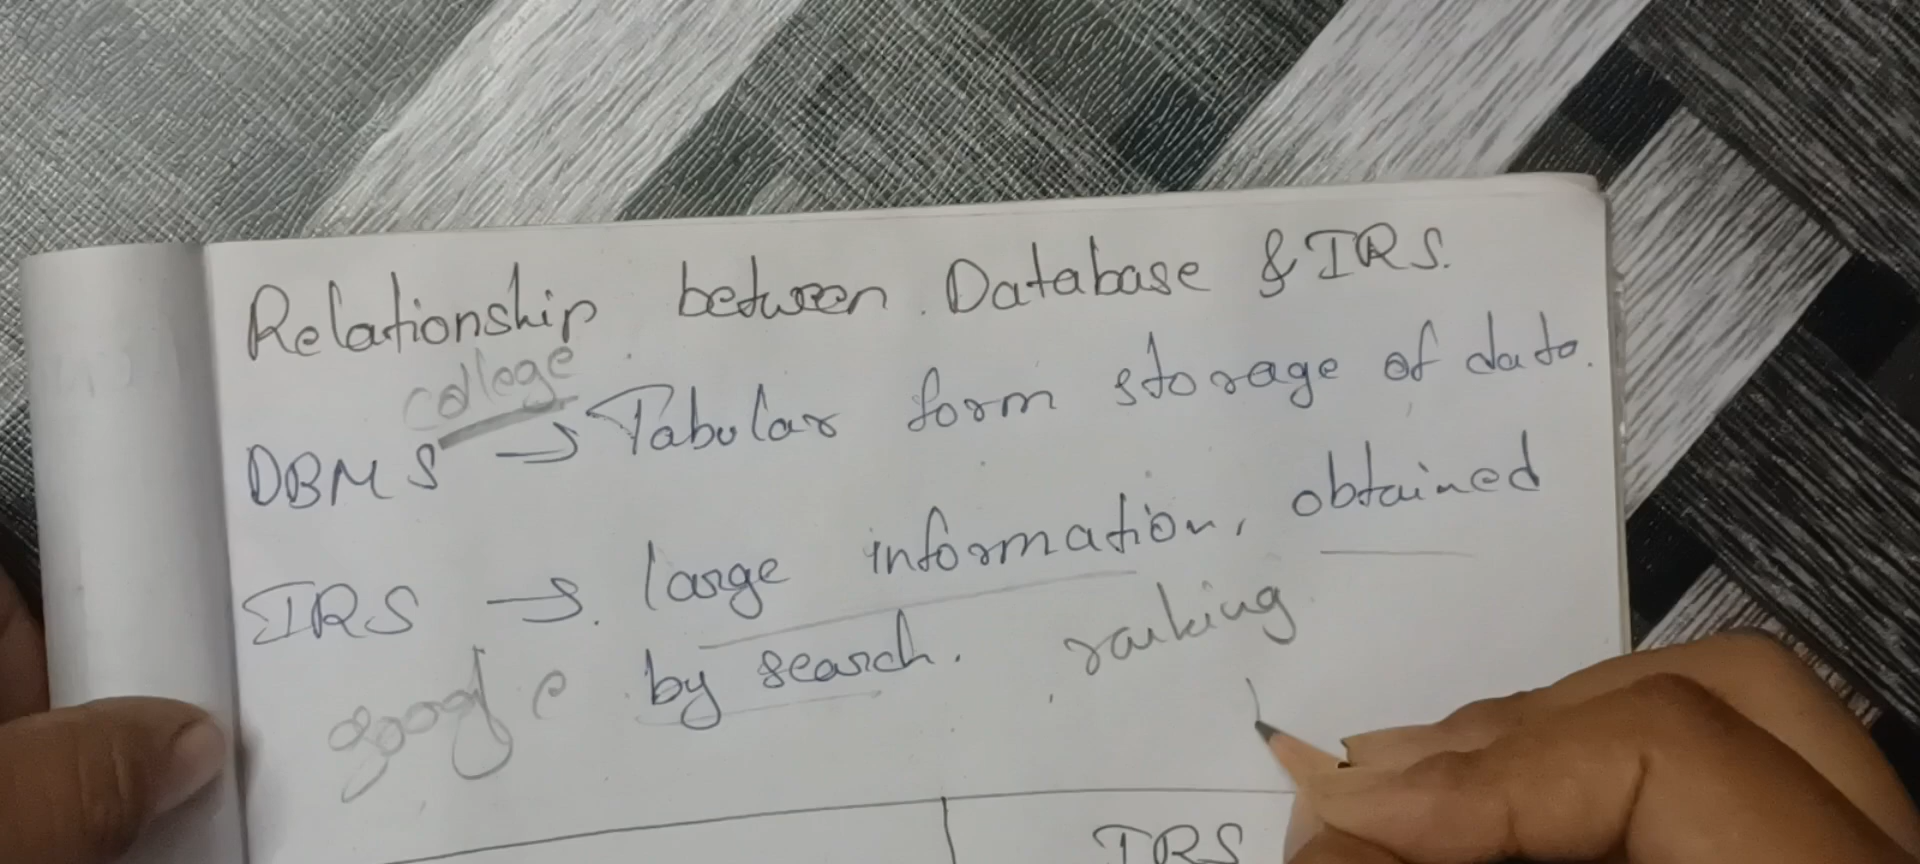 Relationship between Database & IRS.
college
DBMS → Tabular form storage of data.
IRS → large information, obtained
google by search. ranking
IRS